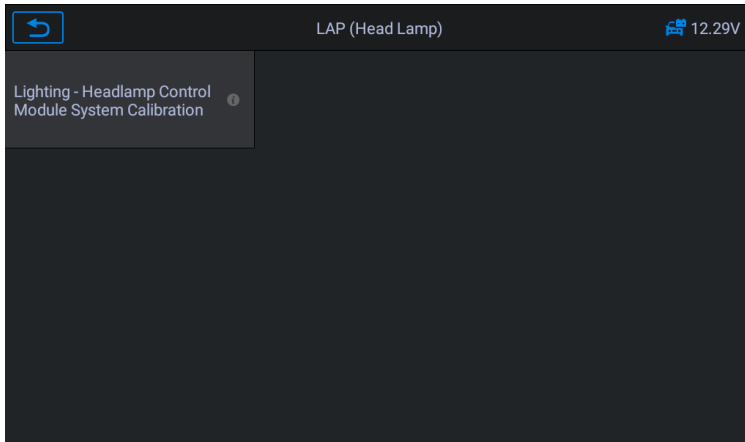 LAP (Head Lamp)
12.29V
Lighting - Headlamp Control
Module System Calibration